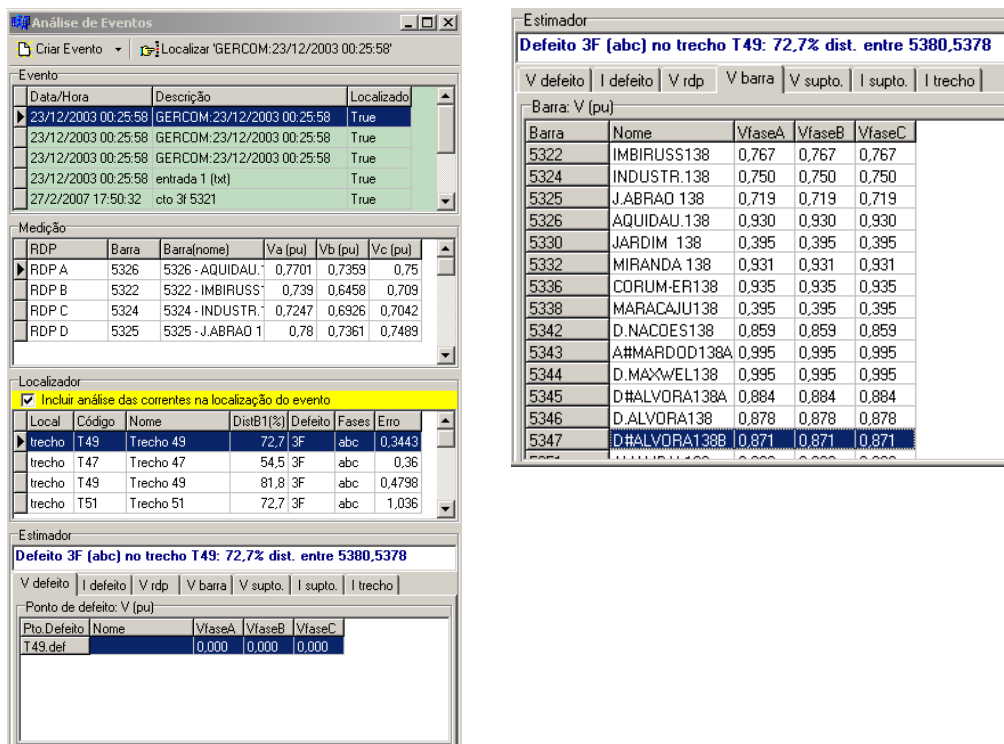 Análise de Eventos
Criar Evento Localizar 'GERCOM:23/12/2003 00:25:58'
Evento
Data/Hora Descrição Localizado
23/12/2003 00:25:58 GERCOM:23/12/2003 00:25:58 True
23/12/2003 00:25:58 GERCOM:23/12/2003 00:25:58 True
23/12/2003 00:25:58 GERCOM:23/12/2003 00:25:58 True
23/12/2003 00:25:58 entrada 1 (txt) True
27/2/2007 17:50:32 cto 3f 5321 True
Medição
RDP Barra Barra(nome) Va (pu) Vb (pu) Vc (pu)
RDP A 5326 5326 - AQUIDAU. 0,7701 0,7359 0,75
RDP B 5322 5322 - IMBIRUSS 0,739 0,6458 0,709
RDP C 5324 5324 - INDUSTR. 0,7247 0,6926 0,7042
RDP D 5325 5325 - J.ABRAO 1 0,78 0,7361 0,7489
Localizador
Incluir análise das correntes na localização do evento
Local Código Nome DistB1(%) Defeito Fases Erro
trecho T49 Trecho 49 72,7 3F abc 0,3443
trecho T47 Trecho 47 54,5 3F abc 0,36
trecho T49 Trecho 49 81,8 3F abc 0,4798
trecho T51 Trecho 51 72,7 3F abc 1,036
Estimador
Defeito 3F (abc) no trecho T49: 72,7% dist. entre 5380,5378
V defeito I defeito V rdp V barra V supto. I supto. I trecho
Ponto de defeito: V (pu)
Pto.Defeito Nome VfaseA VfaseB VfaseC
T49.def 0,000 0,000 0,000
Estimador
Defeito 3F (abc) no trecho T49: 72,7% dist. entre 5380,5378
V defeito I defeito V rdp V barra V supto. I supto. I trecho
Barra: V (pu)
Barra Nome VfaseA VfaseB VfaseC
5322 IMBIRUSS138 0,767 0,767 0,767
5324 INDUSTR.138 0,750 0,750 0,750
5325 J.ABRAO 138 0,719 0,719 0,719
5326 AQUIDAU.138 0,930 0,930 0,930
5330 JARDIM 138 0,395 0,395 0,395
5332 MIRANDA 138 0,931 0,931 0,931
5336 CORUM-ER138 0,935 0,935 0,935
5338 MARACAJU138 0,395 0,395 0,395
5342 D.NACOES138 0,859 0,859 0,859
5343 A#MARDOD138A 0,995 0,995 0,995
5344 D.MAXWEL138 0,995 0,995 0,995
5345 D#ALVORA138A 0,884 0,884 0,884
5346 D.ALVORA138 0,878 0,878 0,878
5347 D#ALVORA138B 0,871 0,871 0,871